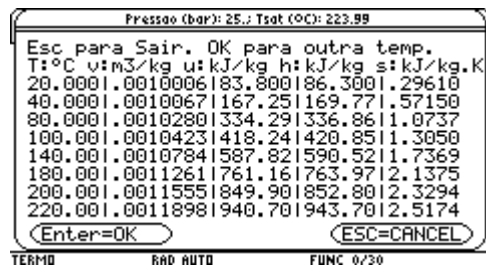 Pressao (bar): 25.; Tsat (ºC): 223.99
Esc para Sair. OK para outra temp.
T:ºC v:m3/kg u:kJ/kg h:kJ/kg s:kJ/kg.K
20.000|.0010006|83.800|86.300|.29610
40.000|.0010067|167.25|169.77|.57150
80.000|.0010280|334.29|336.86|1.0737
100.00|.0010423|418.24|420.85|1.3050
140.00|.0010784|587.82|590.52|1.7369
180.00|.0011261|761.16|763.97|2.1375
200.00|.0011555|849.90|852.80|2.3294
220.00|.0011898|940.70|943.70|2.5174
Enter=OK ESC=CANCEL
TERMO RAD AUTO FUNC 0/30